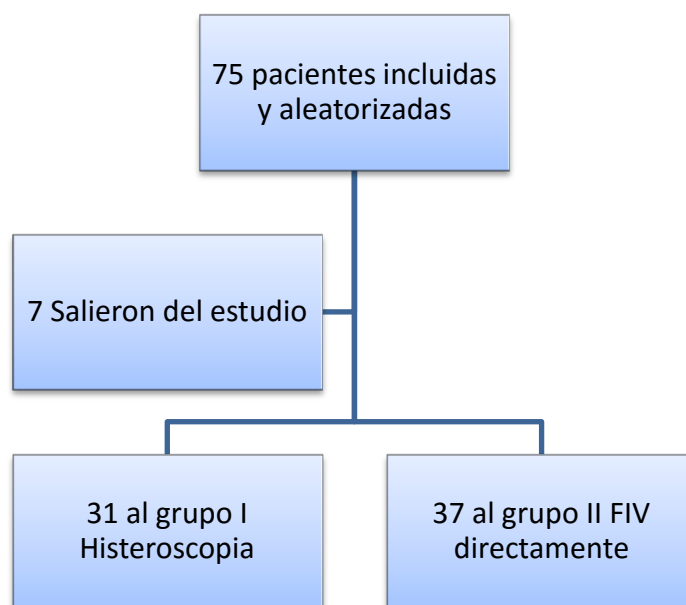 75 pacientes incluidas
y aleatorizadas
7 Salieron del estudio
31 al grupo I
Histeroscopia
37 al grupo II FIV
directamente